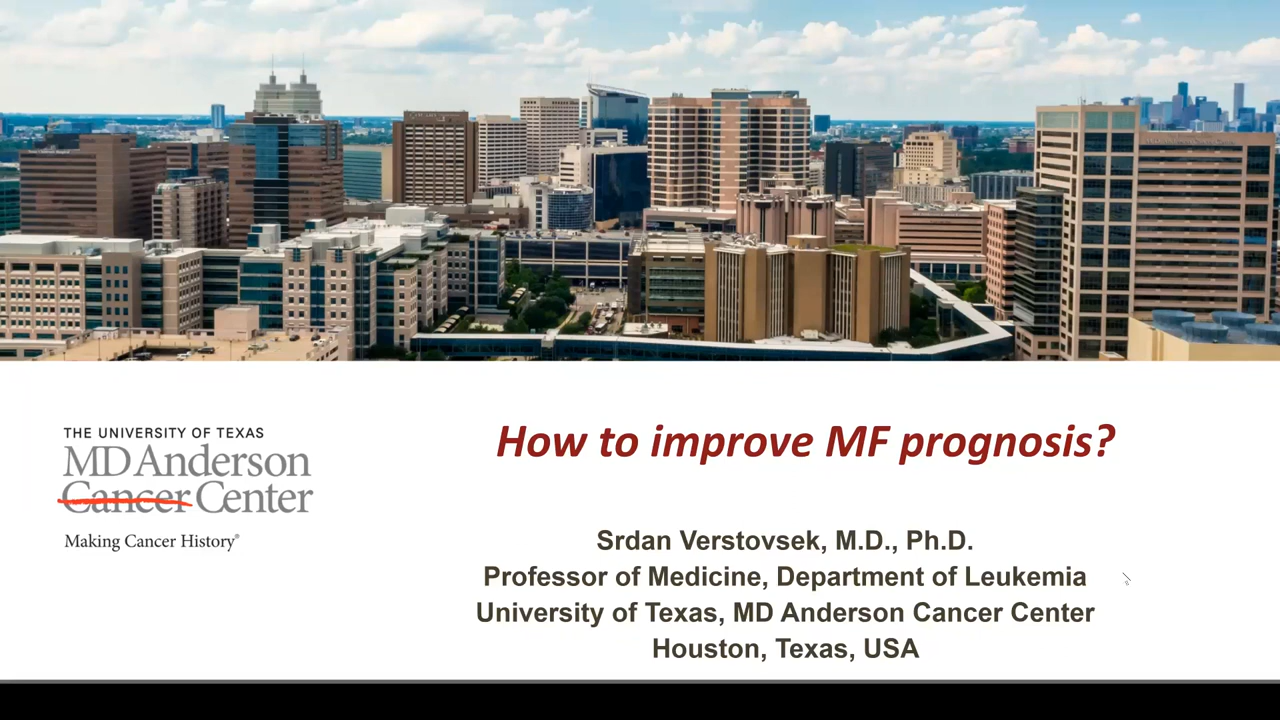 THE UNIVERSITY OF TEXAS
MD Anderson
Cancer Center
Making Cancer History®
How to improve MF prognosis?
Srdan Verstovsek, M.D., Ph.D.
Professor of Medicine, Department of Leukemia
University of Texas, MD Anderson Cancer Center
Houston, Texas, USA